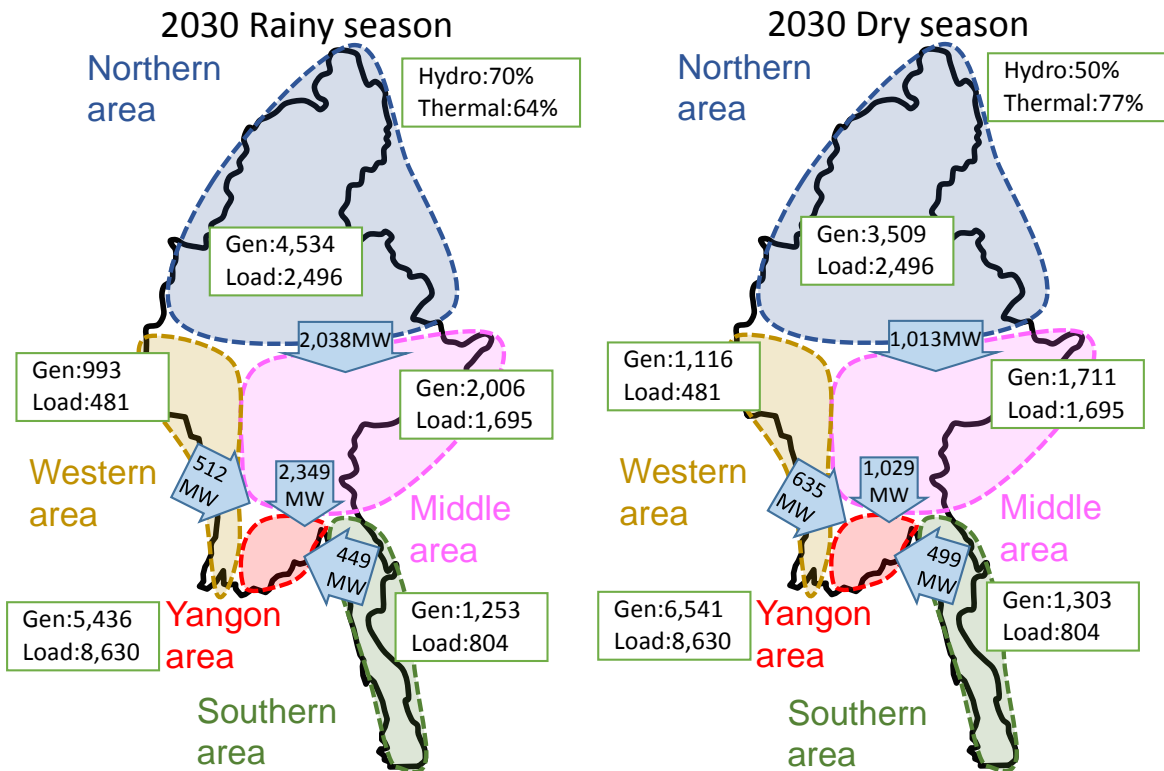 2030 Rainy season
Northern
area
Hydro:70%
Thermal:64%
Gen:4,534
Load:2,496
2,038MW
Gen:993
Load:481
Gen:2,006
Load:1,695
Western
area
512
MW
2,349
MW
Middle
area
449
MW
Gen:5,436
Load:8,630
Yangon
area
Gen:1,253
Load:804
Southern
area
2030 Dry season
Northern
area
Hydro:50%
Thermal:77%
Gen:3,509
Load:2,496
1,013MW
Gen:1,116
Load:481
Gen:1,711
Load:1,695
Western
area
635
MW
1,029
MW
Middle
area
499
MW
Gen:6,541
Load:8,630
Yangon
area
Gen:1,303
Load:804
Southern
area